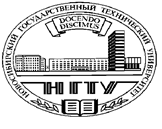 НОВОСИБИРСКИЙ ГОСУДАРСТВЕННЫЙ ТЕХНИЧЕСКИЙ УНИВЕРСИТЕТ
DOCENDO
DISCIMUS
НГТУ